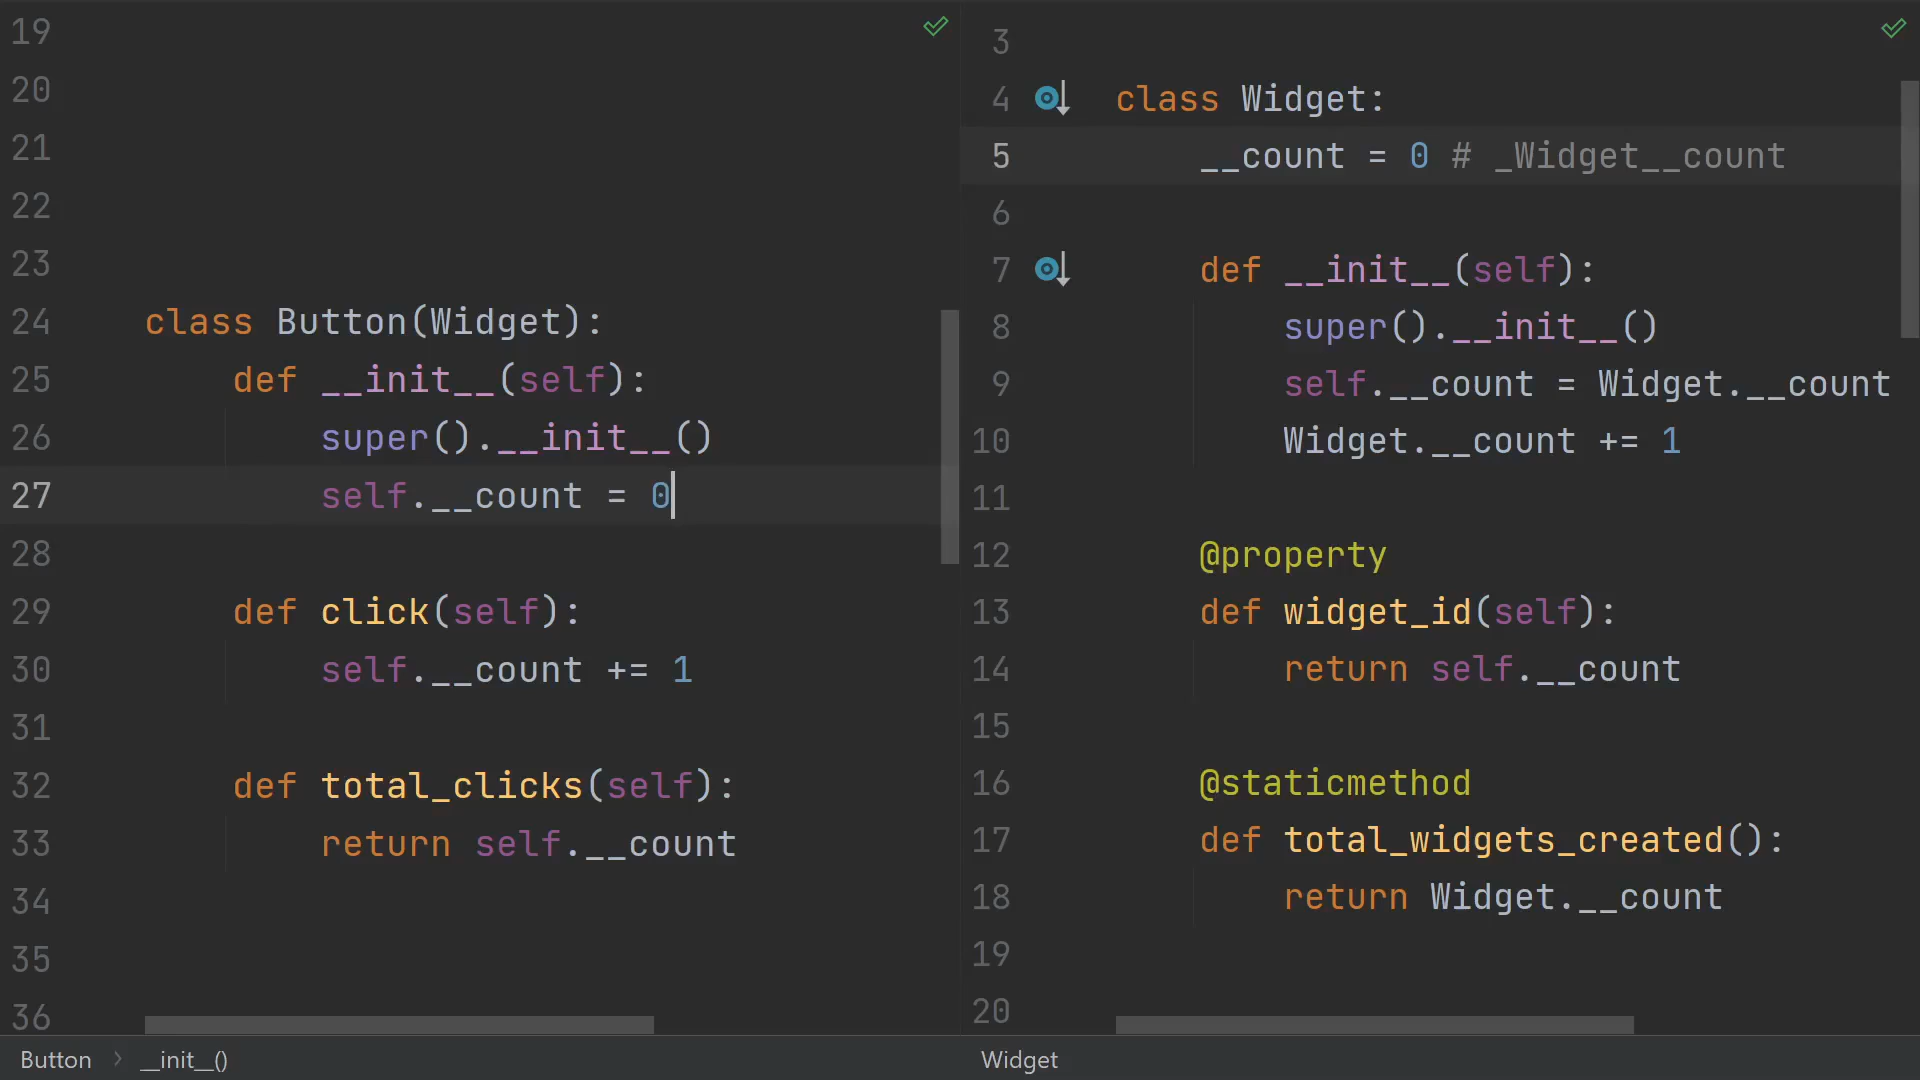 19
20
21
22
23
24 class Button(Widget):
25 def __init__(self):
26 super().__init__()
27 self.__count = 0
28
29 def click(self):
30 self.__count += 1
31
32 def total_clicks(self):
33 return self.__count
34
35
36
Button > __init__()
3
4 class Widget:
5 __count = 0 # _Widget__count
6
7 def __init__(self):
8 super().__init__()
9 self.__count = Widget.__count
10 Widget.__count += 1
11
12 @property
13 def widget_id(self):
14 return self.__count
15
16 @staticmethod
17 def total_widgets_created():
18 return Widget.__count
19
20
Widget